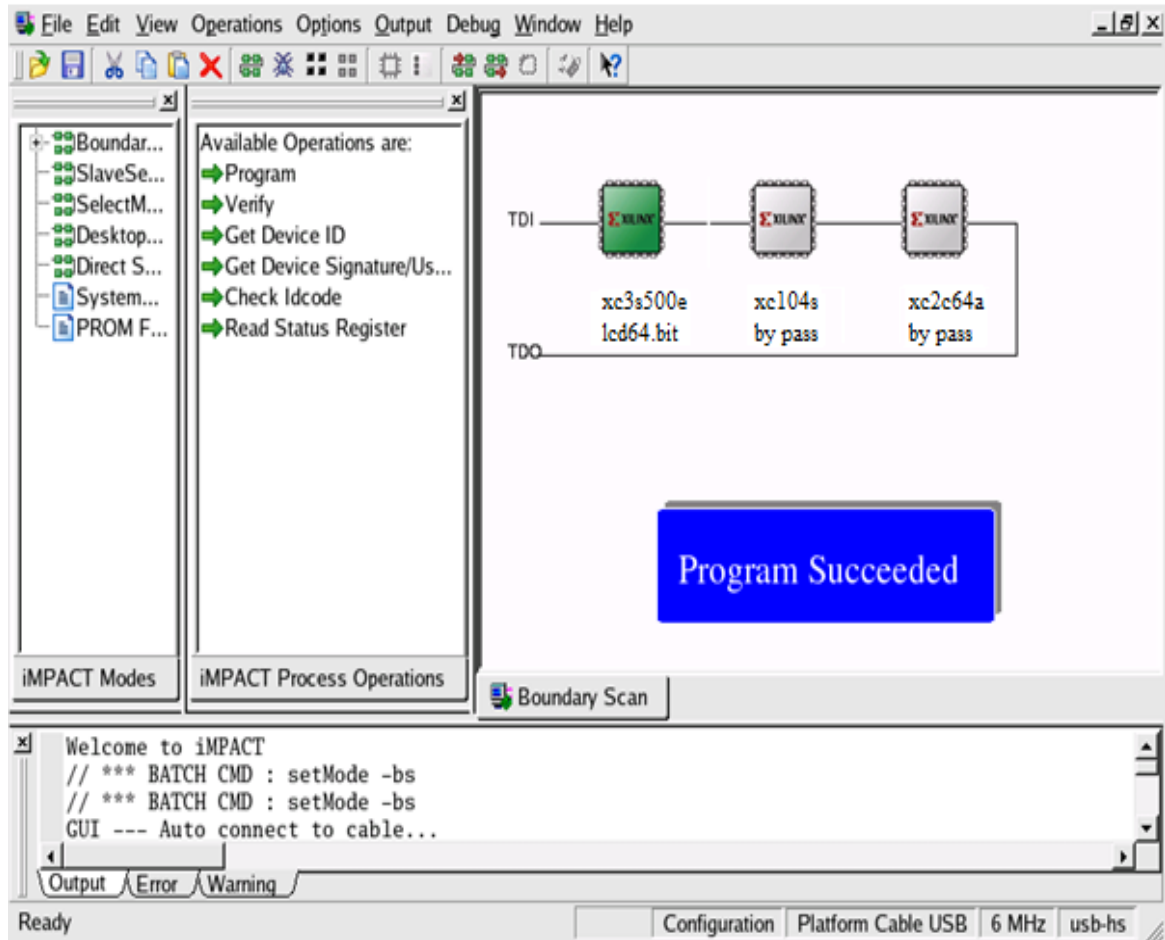 File Edit View Operations Options Output Debug Window Help
Boundar...
SlaveSe...
SelectM...
Desktop...
Direct S...
System...
PROM F...
iMPACT Modes
Available Operations are:
Program
Verify
Get Device ID
Get Device Signature/Us...
Check Idcode
Read Status Register
iMPACT Process Operations
TDI
XILINX XILINX XILINX
xc3s500e xc104s xc2c64a
lcd64.bit by pass by pass
TDO
Program Succeeded
Boundary Scan
Welcome to iMPACT
// *** BATCH CMD : setMode -bs
// *** BATCH CMD : setMode -bs
GUI --- Auto connect to cable...
Output Error Warning
Ready Configuration Platform Cable USB 6 MHz usb-hs